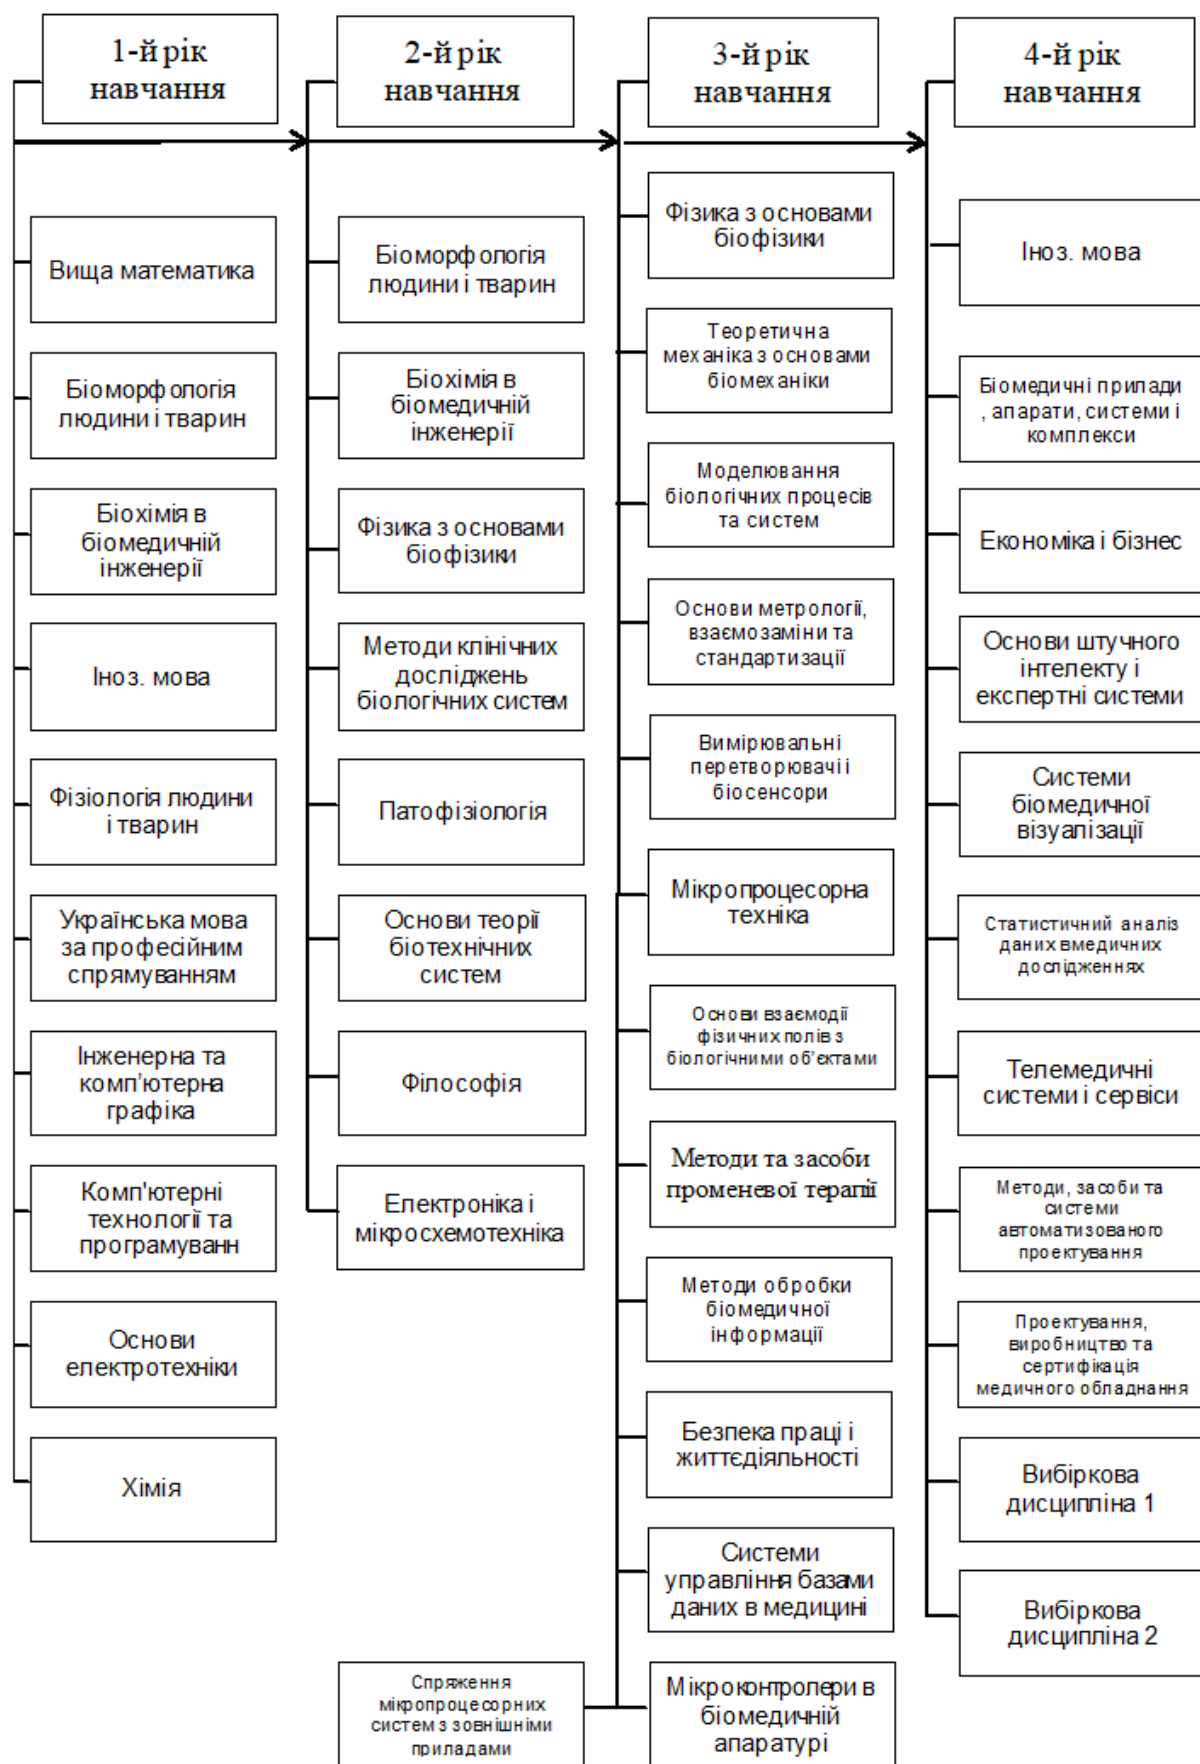 1-й рік
навчання
Вища математика
Біоморфологія
людини і тварин
Біохімія в
біомедичній
інженерії
Іноз. мова
Фізіологія людини
і тварин
Українська мова
за професійним
спрямуванням
Інженерна та
комп'ютерна
графіка
Комп'ютерні
технології та
програмуванн
Основи
електротехніки
Хімія
2-й рік
навчання
Біоморфологія
людини і тварин
Біохімія в
біомедичній
інженерії
Фізика з основами
біофізики
Методи клінічних
досліджень
біологічних систем
Патофізіологія
Основи теорії
біотехнічних
систем
Філософія
Електроніка і
мікросхемотехніка
Спряження
мікропроцесорних
систем з зовнішніми
приладами
3-й рік
навчання
Фізика з основами
біофізики
Теоретична
механіка з основами
біомеханіки
Моделювання
біологічних процесів
та систем
Основи метрології,
взаємозаміни та
стандартизації
Вимірювальні
перетворювачі і
біосенсори
Мікропроцесорна
техніка
Основи взаємодії
фізичних полів з
біологічними об'єктами
Методи та засоби
променевої терапії
Методи обробки
біомедичної
інформації
Безпека праці і
життєдіяльності
Системи
управління базами
даних в медицині
Мікроконтролери в
біомедичній
апаратурі
4-й рік
навчання
Іноз. мова
Біомедичні прилади
, апарати, системи і
комплекси
Економіка і бізнес
Основи штучного
інтелекту і
експертні системи
Системи
біомедичної
візуалізації
Статистичний аналіз
даних вмедичних
дослідженнях
Телемедичні
системи і сервіси
Методи, засоби та
системи
автоматизованого
проектування
Проектування,
виробництво та
сертифікація
медичного обладнання
Вибіркова
дисципліна 1
Вибіркова
дисципліна 2